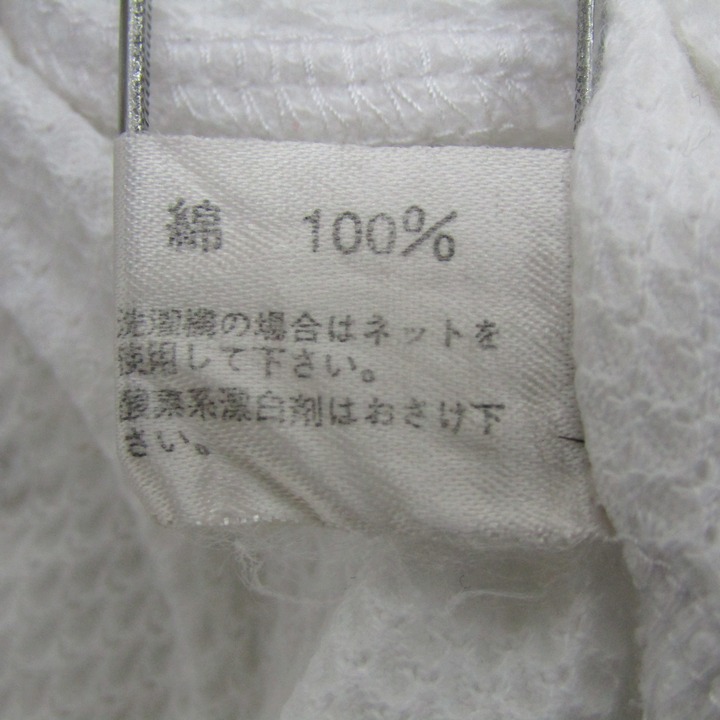 綿 100%
洗濯機の場合はネットを
使用して下さい。
酸素系漂白剤はおさけ下
さい。